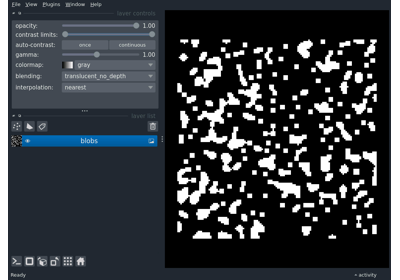 File View Plugins Window Help
layer controls
opacity: 1.00
contrast limits:
auto-contrast: once continuous
gamma: 1.00
colormap: gray
blending: translucent_no_depth
interpolation: nearest
layer list
blobs
Ready activity